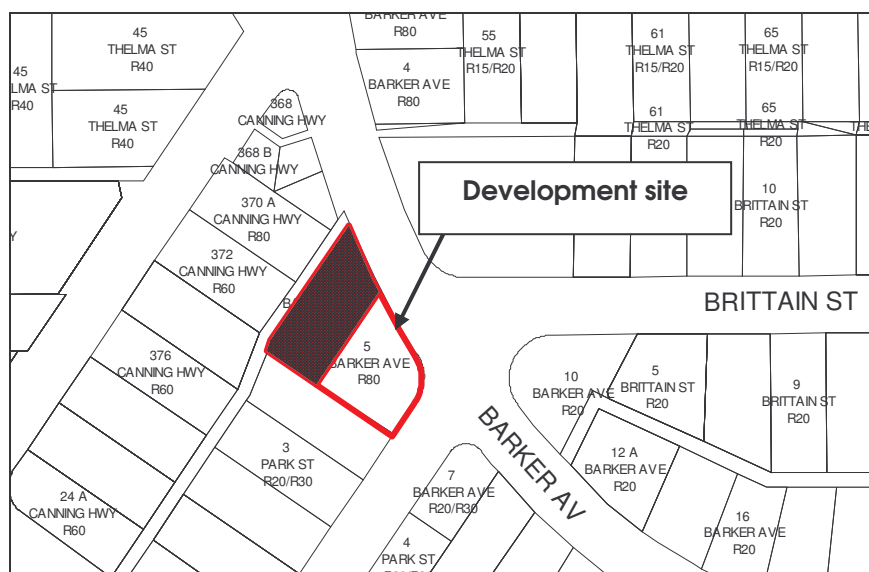 BARKER AVE
R80
45
THELMA ST
R40
55
THELMA ST
R15/R20
61
THELMA ST
R15/R20
65
THELMA ST
R15/R20
45
LMA ST
R40
4
BARKER AVE
R80
45
THELMA ST
R40
368
CANNING HWY
61
THELMA ST
R20
65
THELMA ST
R20
368 B
CANNING HWY
Development site
10
BRITTAIN ST
R20
370 A
CANNING HWY
R80
372
CANNING HWY
R60
BRITTAIN ST
5
BARKER AVE
R80
376
CANNING HWY
R60
10
BARKER AVE
R20
5
BRITTAIN ST
R20
9
BRITTAIN ST
R20
3
PARK ST
R20/R30
BARKER AV
12 A
BARKER AVE
R20
7
BARKER AVE
R20/R30
24 A
CANNING HWY
R60
16
BARKER AVE
R20
4
PARK ST